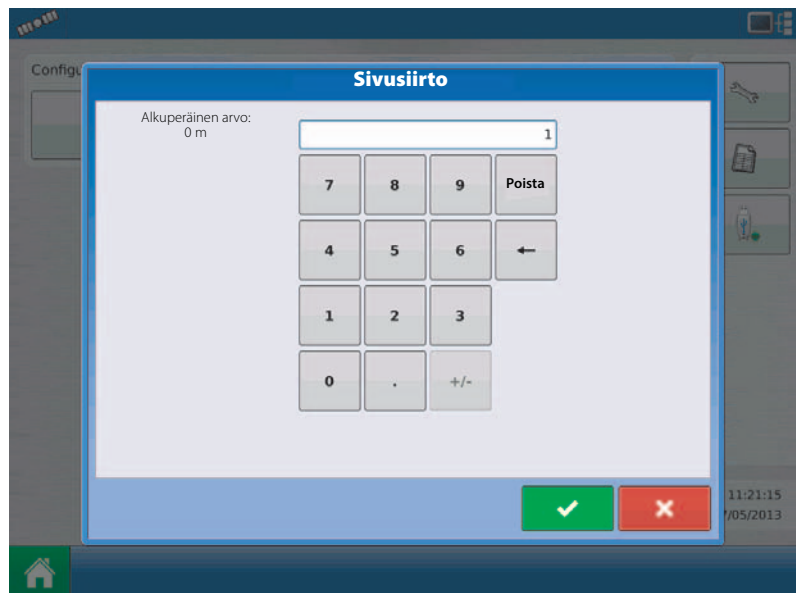 Configu
Sivusiirto
Alkuperäinen arvo:
0 m
1
7 8 9 Poista
4 5 6 ←
1 2 3
0 . +/-
11:21:15
/05/2013